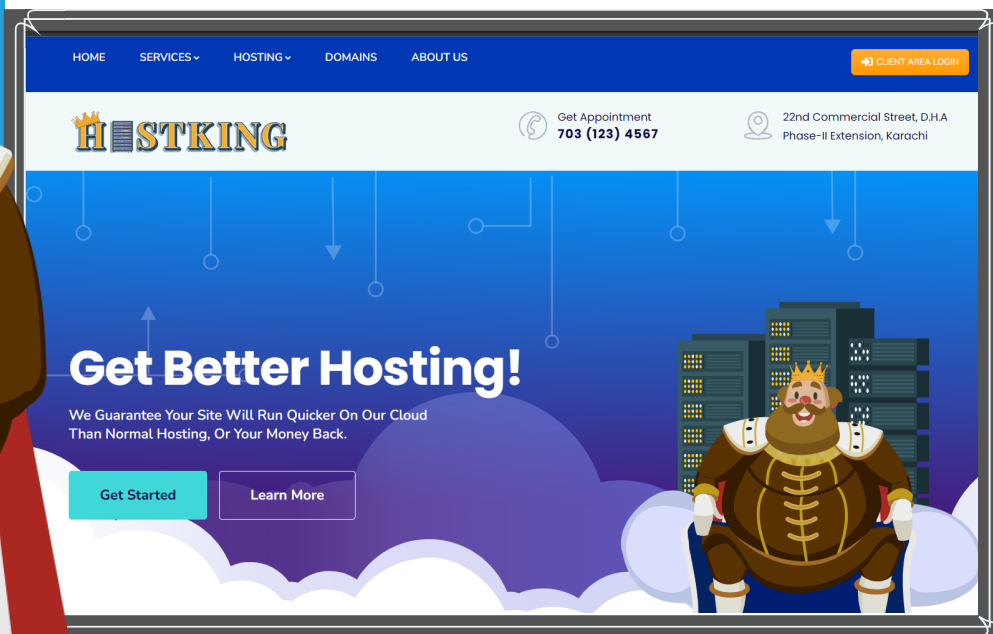 HOME SERVICES HOSTING DOMAINS ABOUT US CLIENT AREA LOGIN
HOSTKING
Get Appointment
703 (123) 4567
22nd Commercial Street, D.H.A
Phase-II Extension, Karachi
Get Better Hosting!
We Guarantee Your Site Will Run Quicker On Our Cloud
Than Normal Hosting, Or Your Money Back.
Get Started Learn More